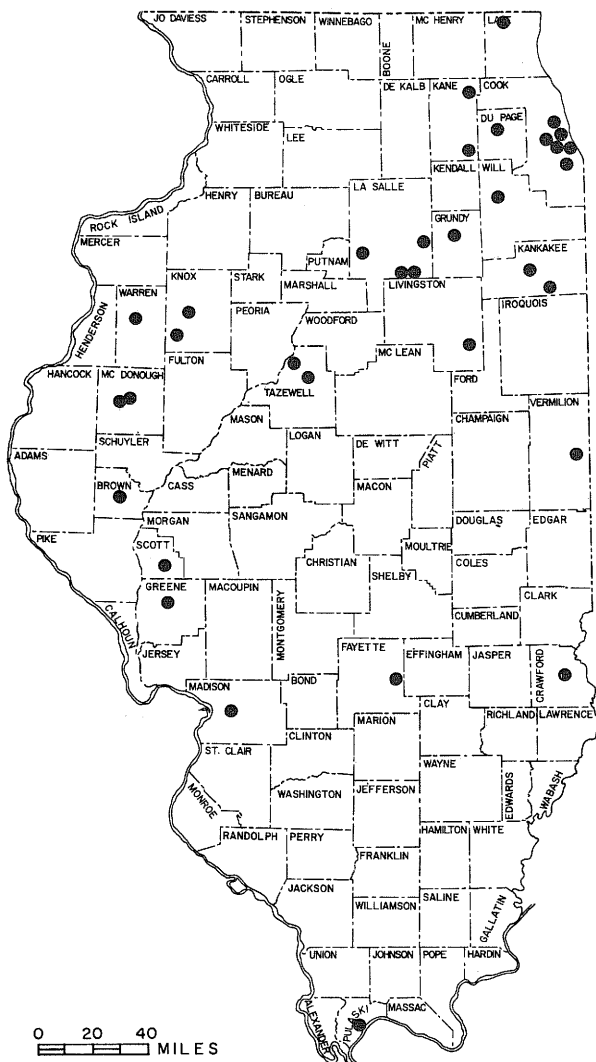 JO DAVIESS
STEPHENSON
WINNEBAGO
BOONE
MC HENRY
LAKE
CARROLL
OGLE
DE KALB
KANE
COOK
DU PAGE
WHITESIDE
LEE
KENDALL
WILL
ROCK ISLAND
HENRY
BUREAU
LA SALLE
GRUNDY
MERCER
PUTNAM
KANKAKEE
KNOX
STARK
MARSHALL
LIVINGSTON
HENDERSON
WARREN
PEORIA
WOODFORD
IROQUOIS
FULTON
MC LEAN
FORD
HANCOCK
MC DONOUGH
TAZEWELL
VERMILION
MASON
CHAMPAIGN
SCHUYLER
LOGAN
DE WITT
PIATT
ADAMS
BROWN
CASS
MENARD
MACON
MORGAN
SANGAMON
DOUGLAS
EDGAR
PIKE
SCOTT
CHRISTIAN
MOULTRIE
COLES
SHELBY
GREENE
MACOUPIN
MONTGOMERY
CLARK
CALHOUN
CUMBERLAND
JERSEY
FAYETTE
EFFINGHAM
JASPER
CRAWFORD
MADISON
BOND
CLAY
RICHLAND
LAWRENCE
CLINTON
MARION
ST. CLAIR
WAYNE
EDWARDS
WABASH
MONROE
WASHINGTON
JEFFERSON
RANDOLPH
PERRY
HAMILTON
WHITE
FRANKLIN
JACKSON
WILLIAMSON
SALINE
GALLATIN
UNION
JOHNSON
POPE
HARDIN
ALEXANDER
PULASKI
MASSAC
0 20 40
MILES